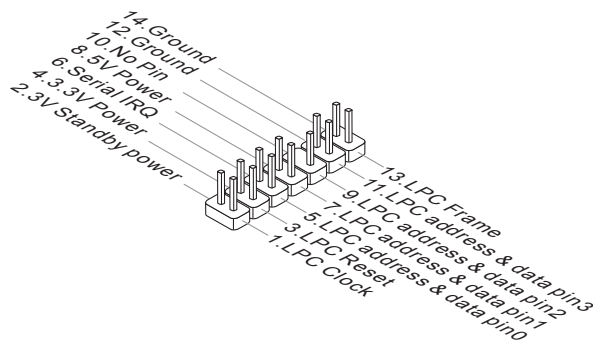 14.Ground
12.Ground
10.No Pin
8.5V Power
6.Serial IRQ
4.3.3V Power
2.3V Standby power
13.LPC Frame
11.LPC address & data pin3
9.LPC address & data pin2
7.LPC address & data pin1
5.LPC address & data pin0
3.LPC Reset
1.LPC Clock